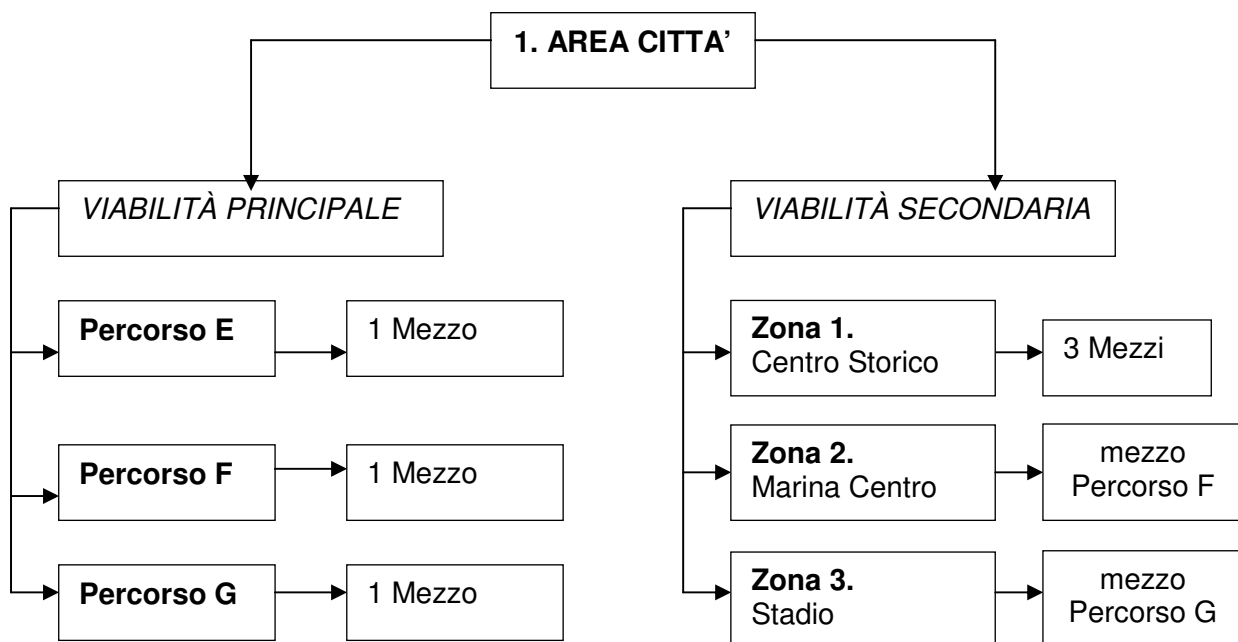 1. AREA CITTA’
VIABILITÀ PRINCIPALE
Percorso E
1 Mezzo
Percorso F
1 Mezzo
Percorso G
1 Mezzo
VIABILITÀ SECONDARIA
Zona 1.
Centro Storico
3 Mezzi
Zona 2.
Marina Centro
mezzo
Percorso F
Zona 3.
Stadio
mezzo
Percorso G